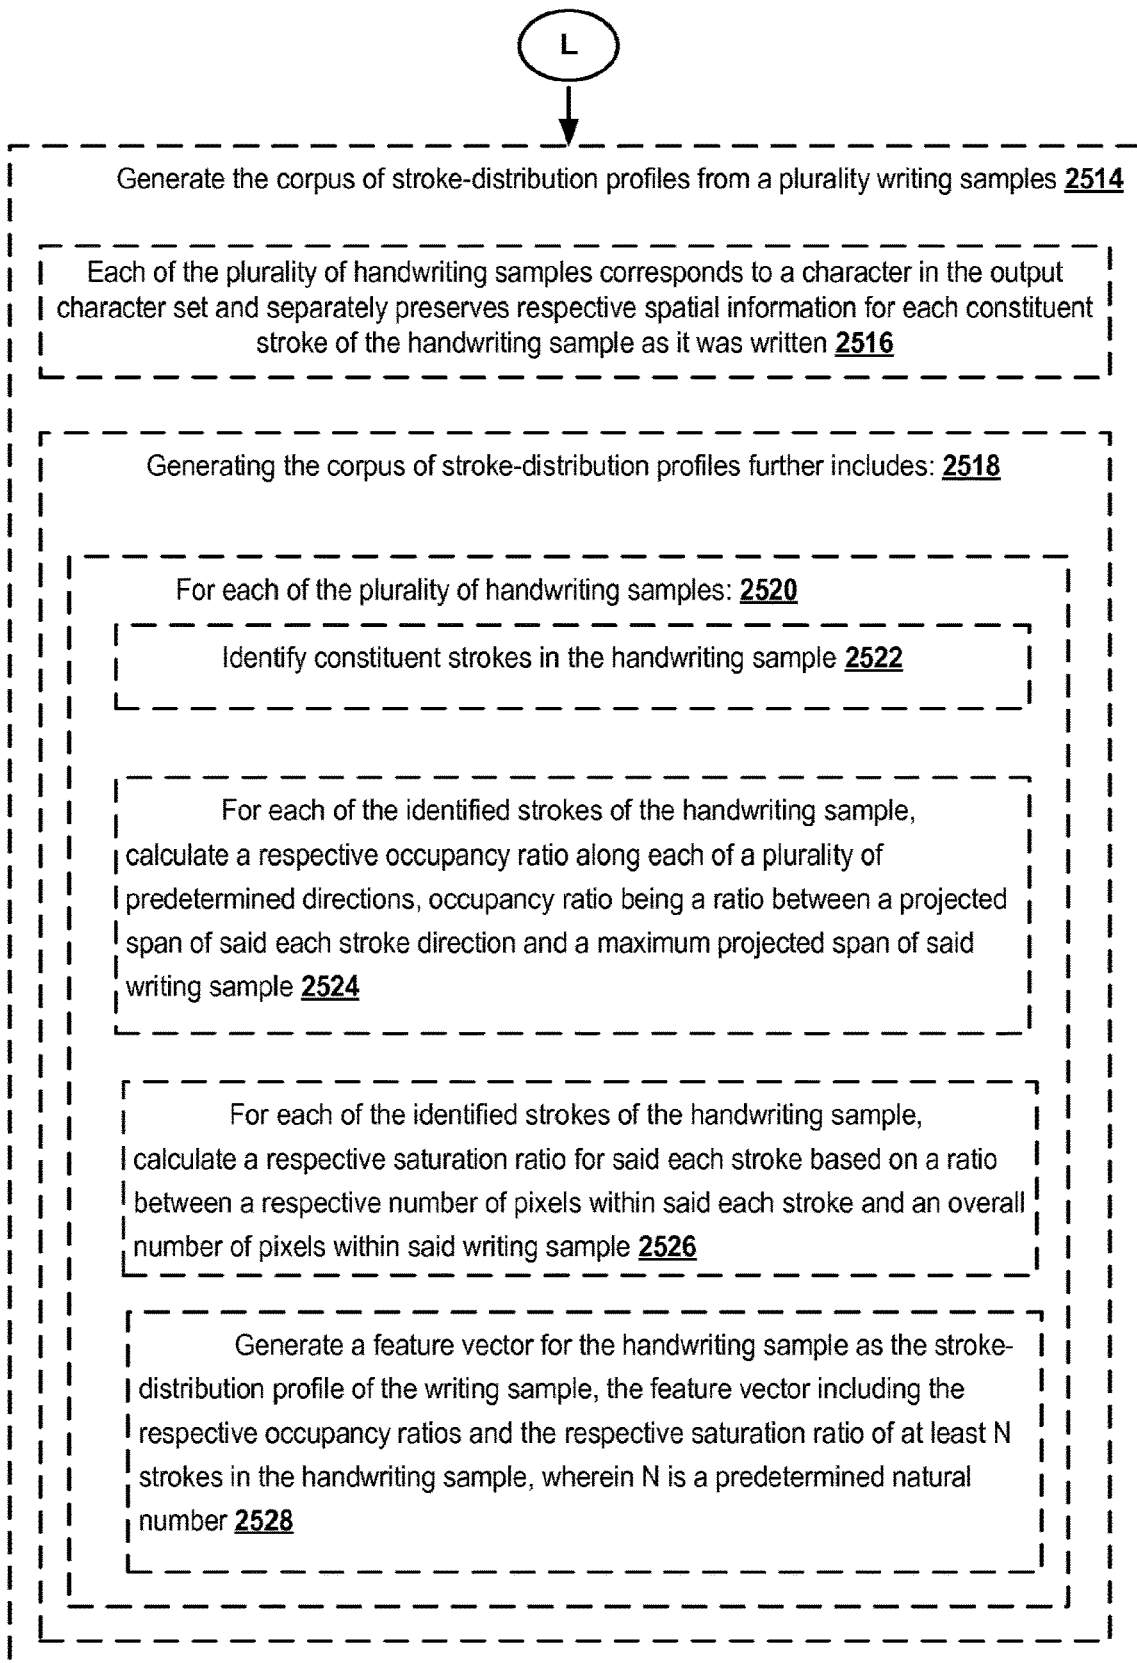 L
Generate the corpus of stroke-distribution profiles from a plurality writing samples 2514
Each of the plurality of handwriting samples corresponds to a character in the output
character set and separately preserves respective spatial information for each constituent
stroke of the handwriting sample as it was written 2516
Generating the corpus of stroke-distribution profiles further includes: 2518
For each of the plurality of handwriting samples: 2520
Identify constituent strokes in the handwriting sample 2522
For each of the identified strokes of the handwriting sample,
calculate a respective occupancy ratio along each of a plurality of
predetermined directions, occupancy ratio being a ratio between a projected
span of said each stroke direction and a maximum projected span of said
writing sample 2524
For each of the identified strokes of the handwriting sample,
calculate a respective saturation ratio for said each stroke based on a ratio
between a respective number of pixels within said each stroke and an overall
number of pixels within said writing sample 2526
Generate a feature vector for the handwriting sample as the stroke-
distribution profile of the writing sample, the feature vector including the
respective occupancy ratios and the respective saturation ratio of at least N
strokes in the handwriting sample, wherein N is a predetermined natural
number 2528